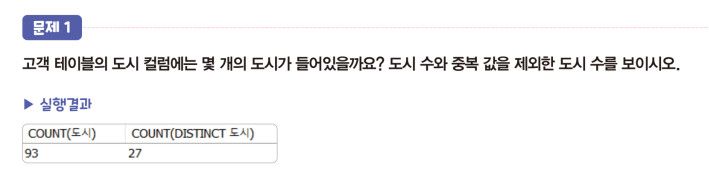 문제 1
고객 테이블의 도시 컬럼에는 몇 개의 도시가 들어있을까요? 도시 수와 중복 값을 제외한 도시 수를 보이시오.
▶ 실행결과
COUNT(도시) COUNT(DISTINCT 도시)
93 27